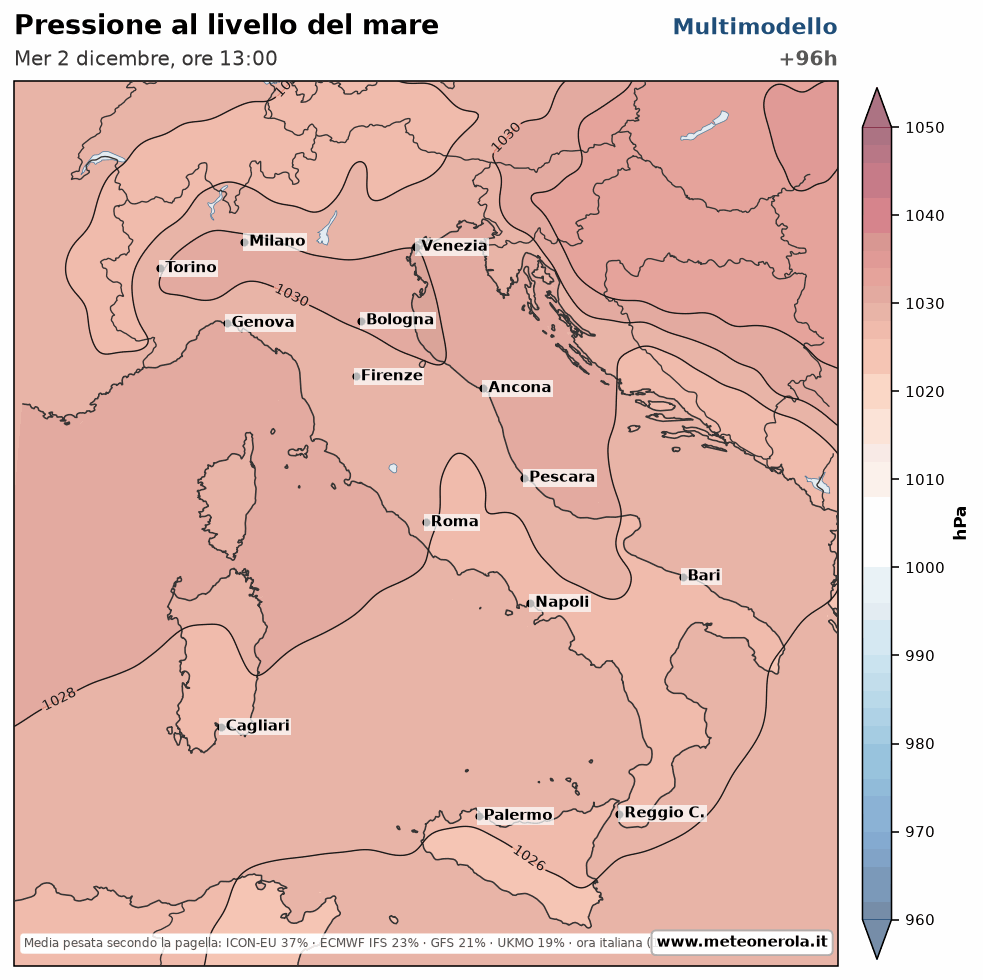 Pressione al livello del mare
Multimodello
Mer 2 dicembre, ore 13:00
+96h
1030
Milano
Venezia
Torino
1030
Genova
Bologna
Firenze
Ancona
Pescara
Roma
Bari
Napoli
1028
Cagliari
Palermo
Reggio C.
1026
Media pesata secondo la pagella: ICON-EU 37% · ECMWF IFS 23% · GFS 21% · UKMO 19% · ora italiana (
www.meteonerola.it
1050
1040
1030
1020
1010
1000
990
980
970
960
hPa